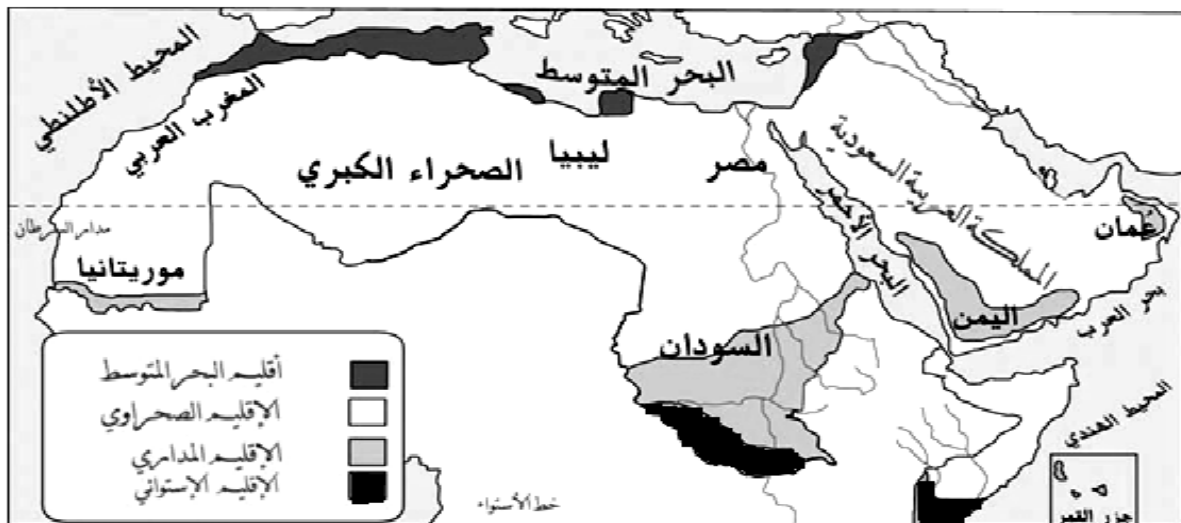 المحيط الأطلنطي
البحر المتوسط
المغرب العربي
الصحراء الكبري
ليبيا
مصر
البحر الأحمر
المملكة العربية السعودية
عُمان
مدار السرطان
موريتانيا
السودان
اليمن
بحر العرب
المحيط الهندي
جزر القمر
خط الأستواء
أقليم البحر المتوسط
الإقليم الصحراوي
الإقليم المداري
الإقليم الإستوائي